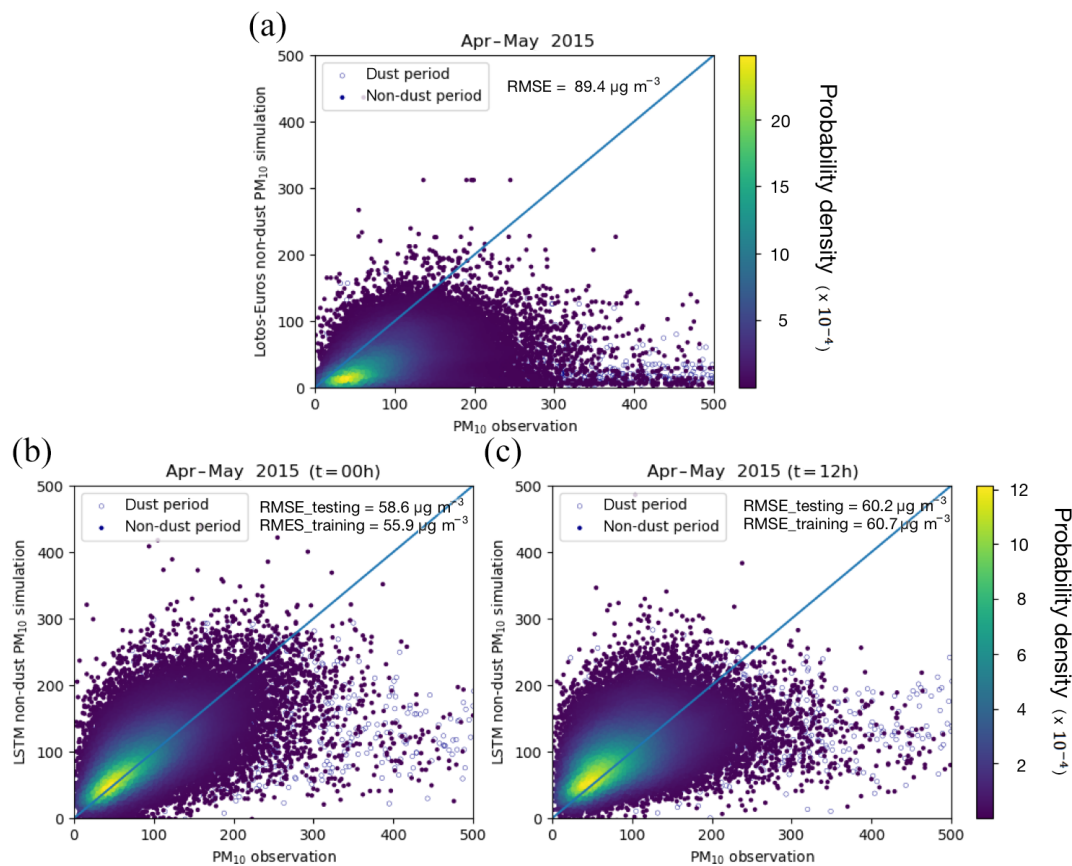 (a)
Apr-May 2015
500
400
300
200
100
0
Lotos-Euros non-dust PM₁₀ simulation
Dust period
Non-dust period
RMSE = 89.4 µg m⁻³
0 100 200 300 400 500
PM₁₀ observation
20
15
10
5
Probability density (x 10⁻⁴)
(b)
Apr-May 2015 (t=00h)
500
400
300
200
100
0
LSTM non-dust PM₁₀ simulation
Dust period
Non-dust period
RMSE_testing = 58.6 µg m⁻³
RMES_training = 55.9 µg m⁻³
0 100 200 300 400 500
PM₁₀ observation
(c)
Apr-May 2015 (t=12h)
500
400
300
200
100
0
LSTM non-dust PM₁₀ simulation
Dust period
Non-dust period
RMSE_testing = 60.2 µg m⁻³
RMSE_training = 60.7 µg m⁻³
0 100 200 300 400 500
PM₁₀ observation
12
10
8
6
4
2
Probability density (x 10⁻⁴)